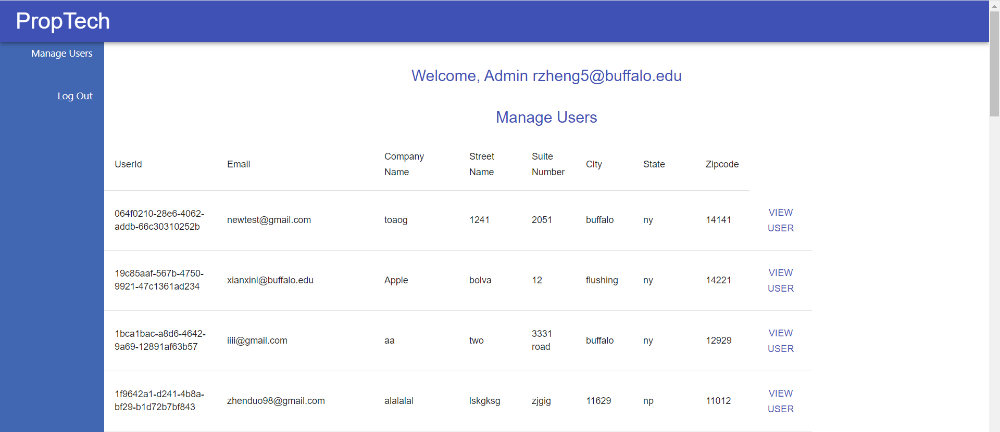 PropTech
Manage Users
Log Out
Welcome, Admin rzheng5@buffalo.edu
Manage Users
UserId Email Company Name Street Name Suite Number City State Zipcode
064f0210-28e6-4062-
addb-66c30310252b newtest@gmail.com toaog 1241 2051 buffalo ny 14141 VIEW USER
19c85aaf-567b-4750-
9921-47c1361ad234 xianxinl@buffalo.edu Apple bolva 12 flushing ny 14221 VIEW USER
1bca1bac-a8d6-4642-
9a69-12891af63b57 iiii@gmail.com aa two 3331 road buffalo ny 12929 VIEW USER
1f9642a1-d241-4b8a-
bf29-b1d72b7bf843 zhenduo98@gmail.com alalalal lskgksg zjgig 11629 np 11012 VIEW USER